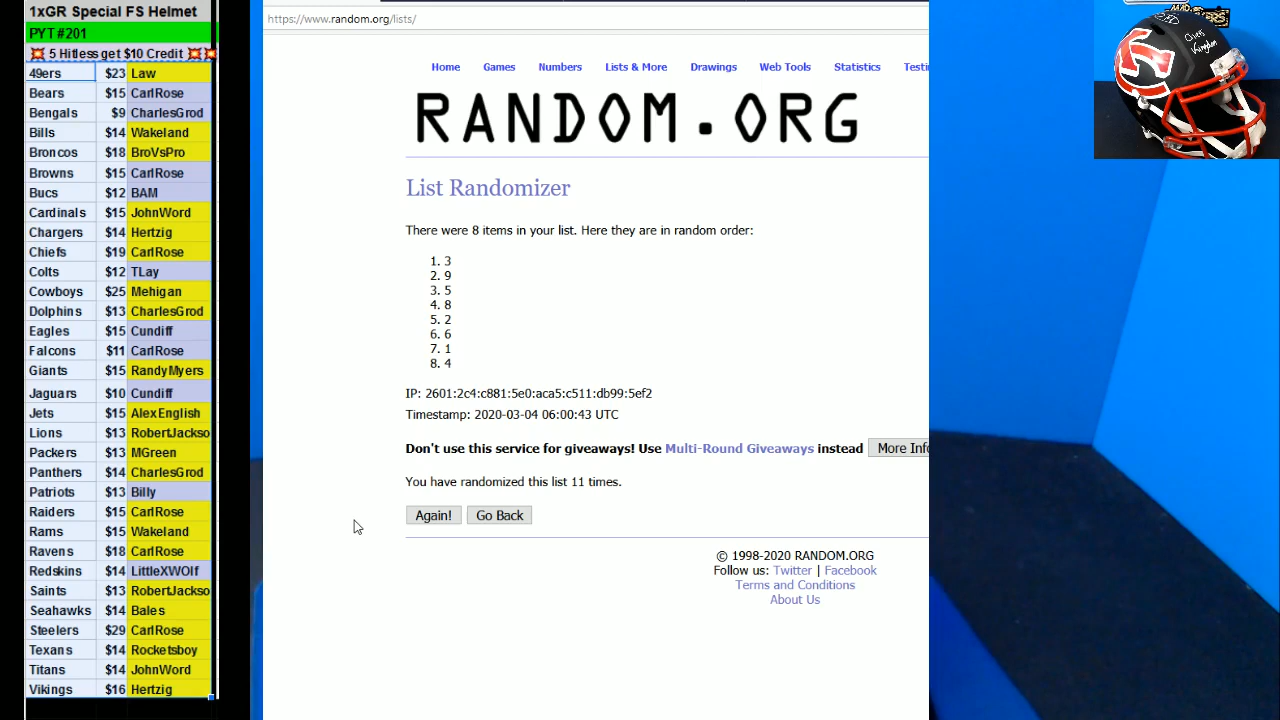 1xGR Special FS Helmet
PYT #201
💥 5 Hitless get $10 Credit 💥💥
49ers $23 Law
Bears $15 CarlRose
Bengals $9 CharlesGrod
Bills $14 Wakeland
Broncos $18 BroVsPro
Browns $15 CarlRose
Bucs $12 BAM
Cardinals $15 JohnWord
Chargers $14 Hertzig
Chiefs $19 CarlRose
Colts $12 TLay
Cowboys $25 Mehigan
Dolphins $13 CharlesGrod
Eagles $15 Cundiff
Falcons $11 CarlRose
Giants $15 RandyMyers
Jaguars $10 Cundiff
Jets $15 AlexEnglish
Lions $13 RobertJackso
Packers $13 MGreen
Panthers $14 CharlesGrod
Patriots $13 Billy
Raiders $15 CarlRose
Rams $15 Wakeland
Ravens $18 CarlRose
Redskins $14 LittleXWOlf
Saints $13 RobertJackso
Seahawks $14 Bales
Steelers $29 CarlRose
Texans $14 Rocketsboy
Titans $14 JohnWord
Vikings $16 Hertzig
https://www.random.org/lists/
Home Games Numbers Lists & More Drawings Web Tools Statistics Testi
RANDOM.ORG
List Randomizer
There were 8 items in your list. Here they are in random order:
1. 3
2. 9
3. 5
4. 8
5. 2
6. 6
7. 1
8. 4
IP: 2601:2c4:c881:5e0:aca5:c511:db99:5ef2
Timestamp: 2020-03-04 06:00:43 UTC
Don't use this service for giveaways! Use Multi-Round Giveaways instead More Info
You have randomized this list 11 times.
Again! Go Back
© 1998-2020 RANDOM.ORG
Follow us: Twitter | Facebook
Terms and Conditions
About Us
Chiefs
Kingdom